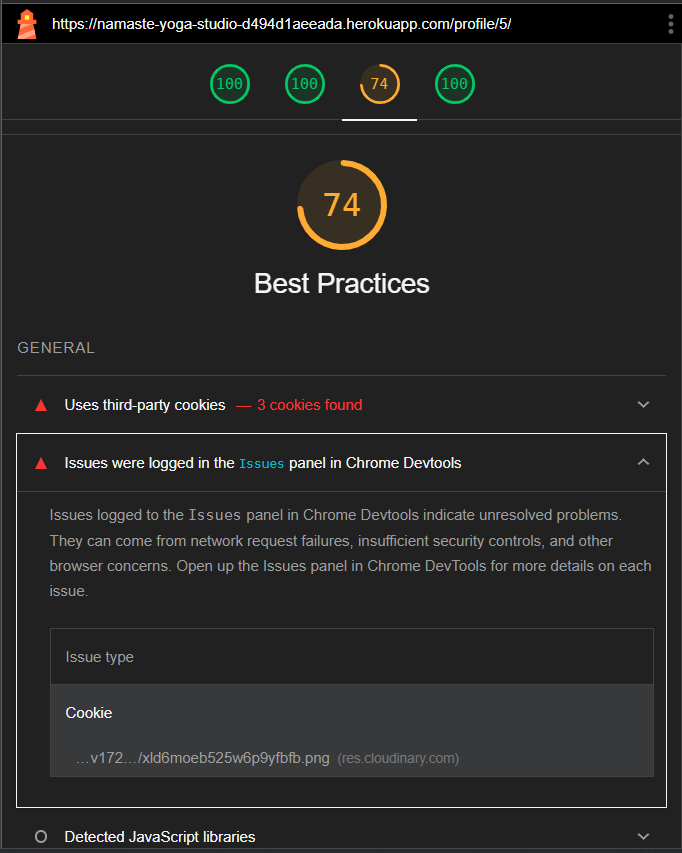 https://namaste-yoga-studio-d494d1aeeada.herokuapp.com/profile/5/
100 100 74 100
74
Best Practices
GENERAL
Uses third-party cookies — 3 cookies found
Issues were logged in the Issues panel in Chrome Devtools
Issues logged to the Issues panel in Chrome Devtools indicate unresolved problems.
They can come from network request failures, insufficient security controls, and other
browser concerns. Open up the Issues panel in Chrome DevTools for more details on each
issue.
Issue type
Cookie
…v172…/xld6moeb525w6p9yfbfb.png (res.cloudinary.com)
Detected JavaScript libraries